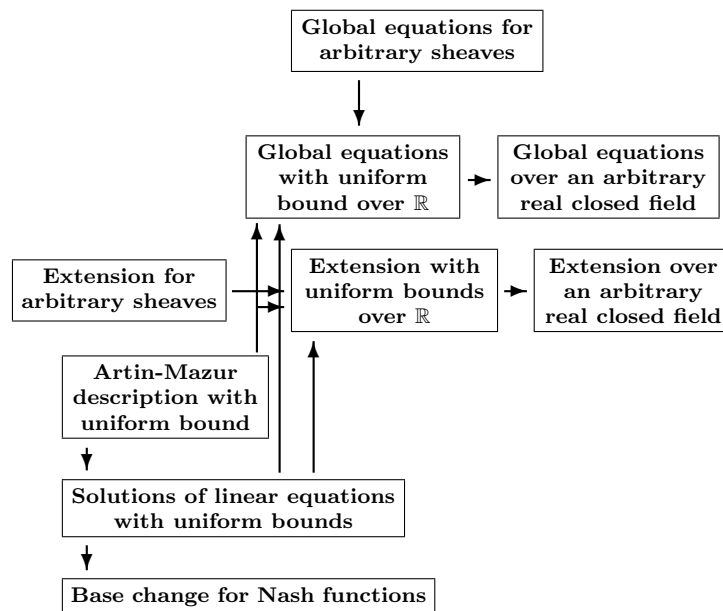 Global equations for
arbitrary sheaves
Global equations
with uniform
bound over ℝ
Global equations
over an arbitrary
real closed field
Extension for
arbitrary sheaves
Extension with
uniform bounds
over ℝ
Extension over
an arbitrary
real closed field
Artin-Mazur
description with
uniform bound
Solutions of linear equations
with uniform bounds
Base change for Nash functions